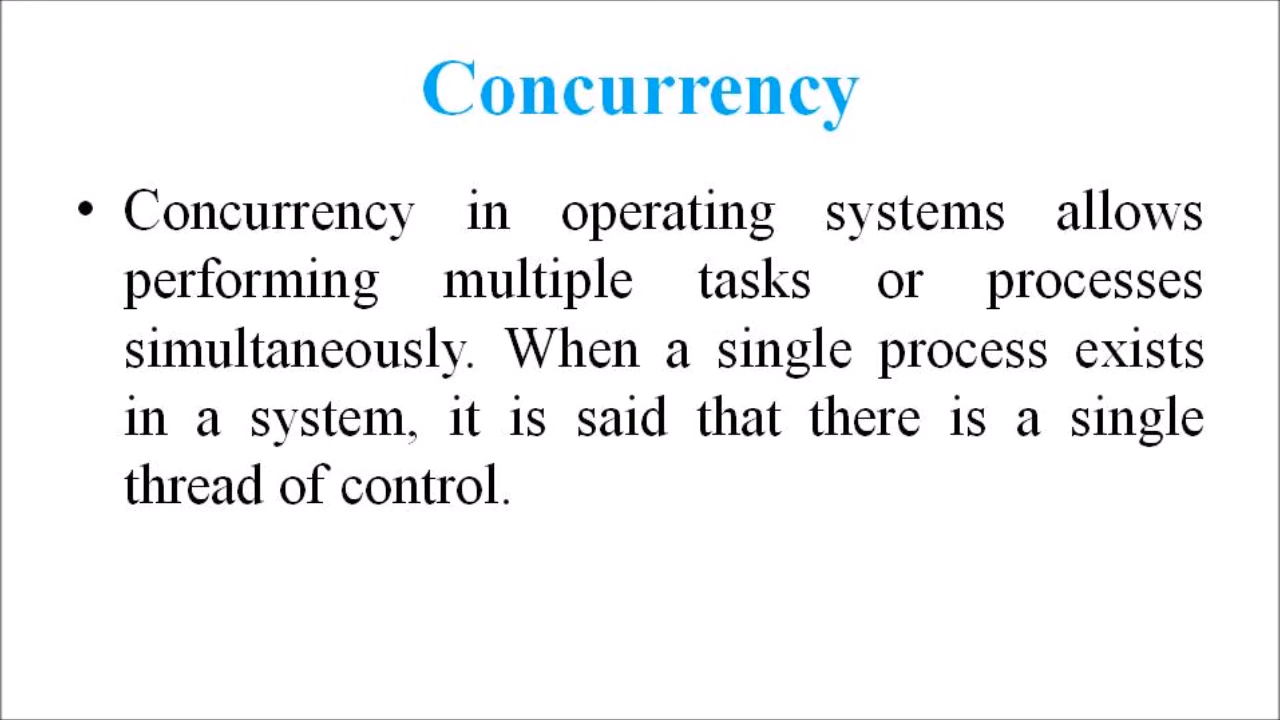 Concurrency
• Concurrency in operating systems allows
performing multiple tasks or processes
simultaneously. When a single process exists
in a system, it is said that there is a single
thread of control.